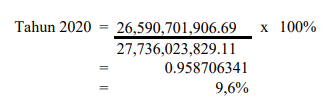 Tahun 2020 = 26,590,701,906.69 x 100%
27,736,023,829.11
= 0.958706341
= 9,6%